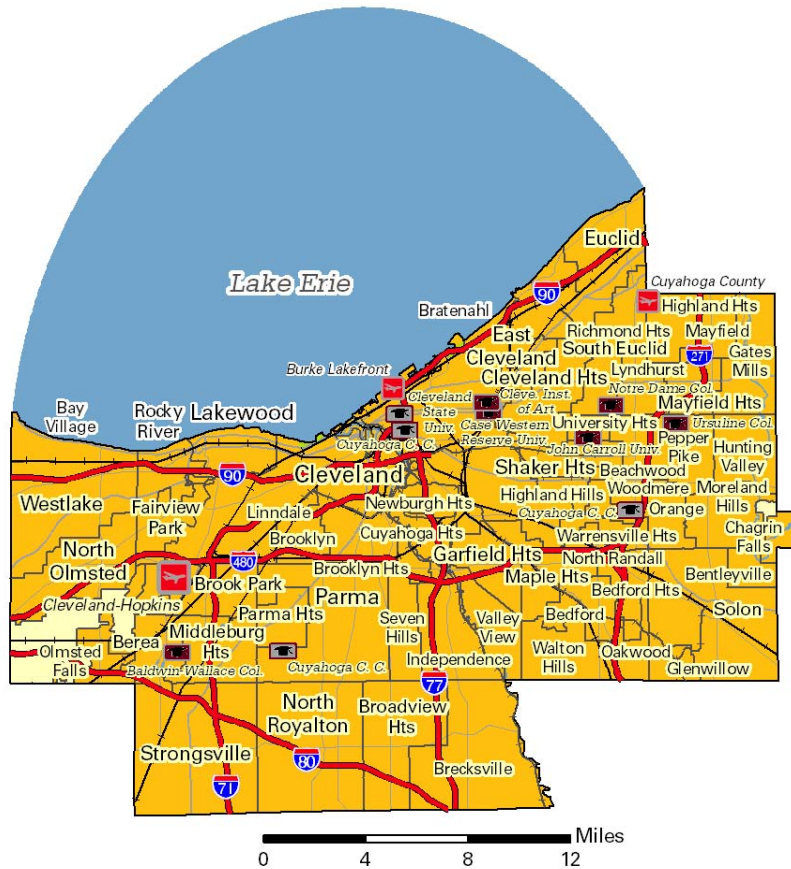 Euclid
Lake Erie
Cuyahoga County
90
Highland Hts
Bratenahl
East
Cleveland
Richmond Hts
Mayfield
South Euclid
271
Gates
Mills
Lyndhurst
Burke Lakefront
Cleveland Hts
Notre Dame Col.
Cleveland
State
Univ.
Cleve. Inst.
of Art
Mayfield Hts
Bay
Village
Rocky
River
Lakewood
Case Western
Reserve Univ.
University Hts
Ursuline Col.
Cuyahoga C. C.
John Carroll Univ.
Pepper
Pike
Hunting
Valley
90
Cleveland
Shaker Hts
Beachwood
Westlake
Fairview
Park
Linndale
Newburgh Hts
Highland Hills
Woodmere
Moreland
Hills
Cuyahoga C. C.
Orange
Chagrin
Falls
North
Olmsted
Brooklyn
Cuyahoga Hts
Warrensville Hts
480
Brooklyn Hts
Garfield Hts
North Randall
Brook Park
Maple Hts
Bentleyville
Cleveland-Hopkins
Parma
Bedford Hts
Parma Hts
Seven
Hills
Valley
View
Bedford
Solon
Olmsted
Falls
Berea
Middleburg
Hts
Walton
Hills
Oakwood
Baldwin-Wallace Col.
Cuyahoga C. C.
Independence
Glenwillow
77
North
Royalton
Broadview
Hts
Strongsville
80
Brecksville
71
Miles
0 4 8 12